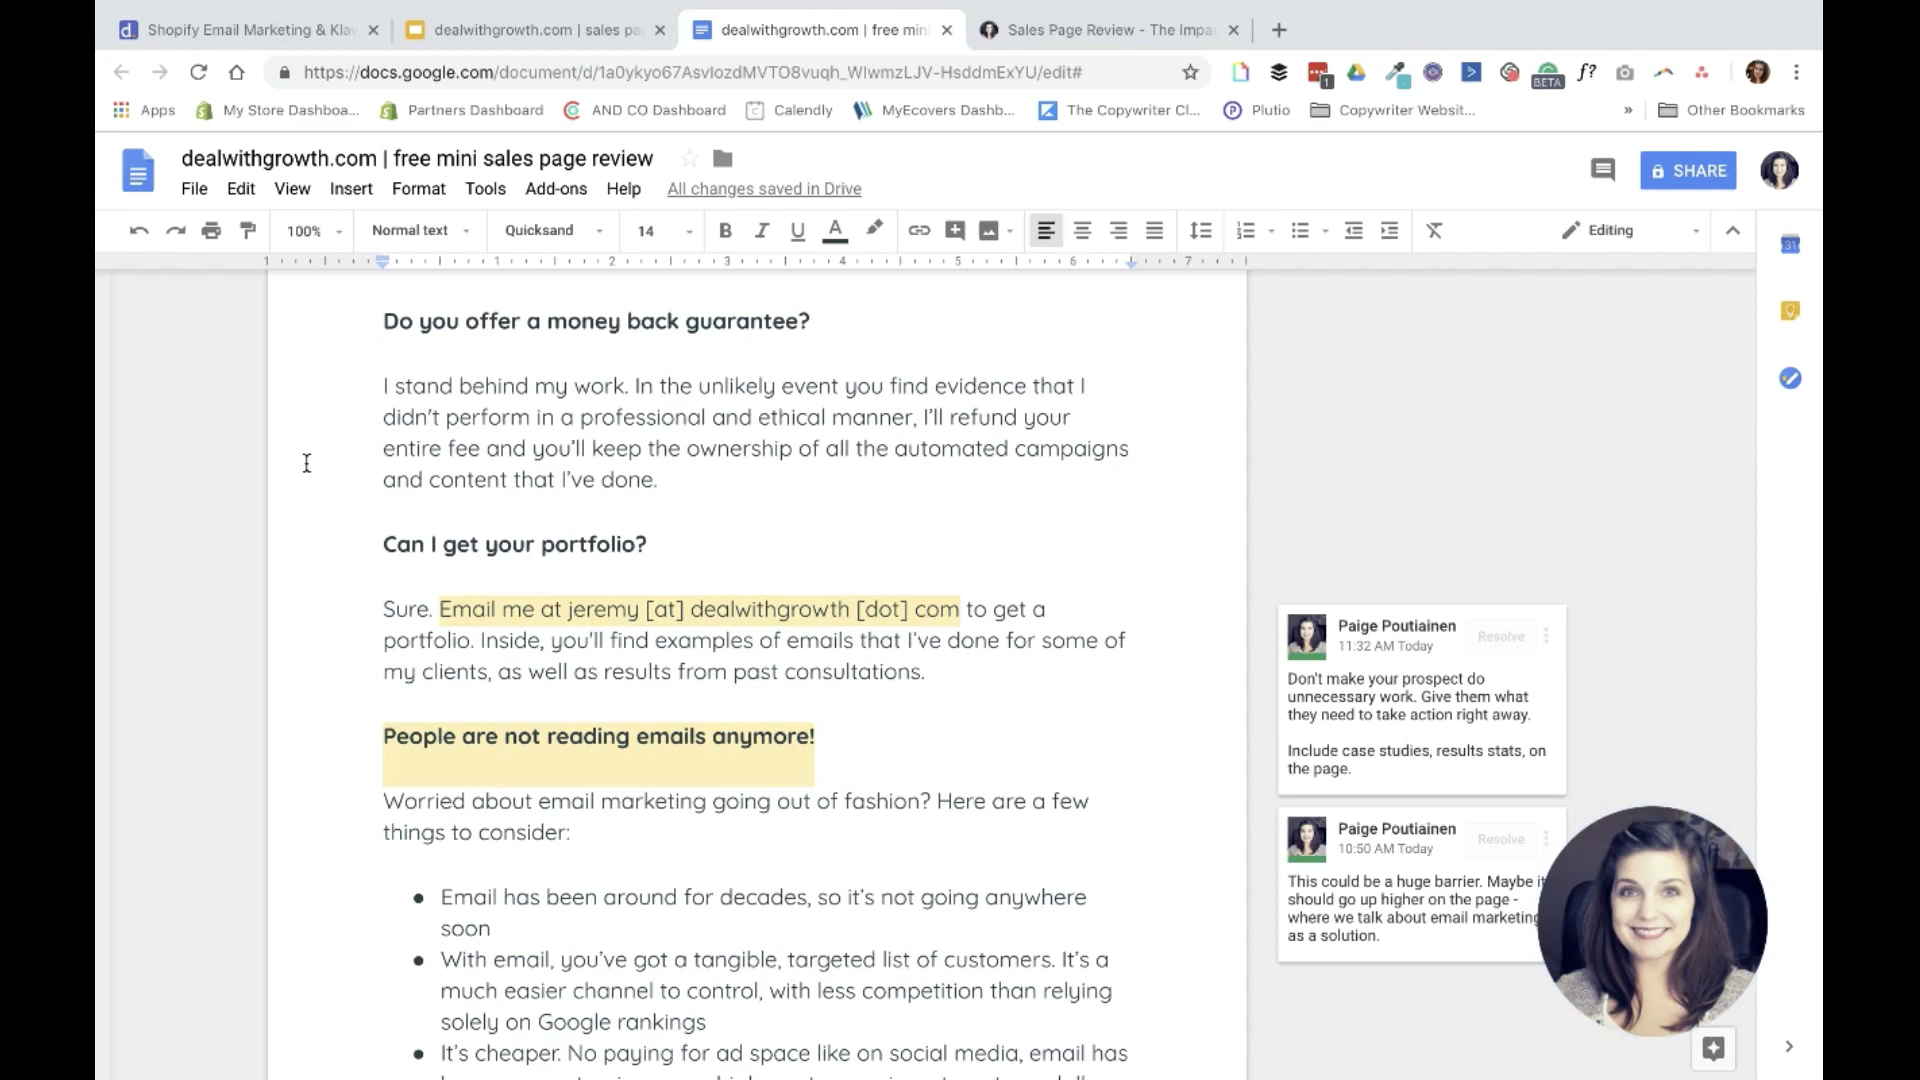 Shopify Email Marketing & Kla
dealwithgrowth.com | sales pa
dealwithgrowth.com | free mini
Sales Page Review - The Impac
https://docs.google.com/document/d/1a0ykyo67AsvIozdMVTO8vuqh_WIwmzLJV-HsddmExYU/edit#
1
BETA
f?
Apps
My Store Dashboa...
Partners Dashboard
AND CO Dashboard
Calendly
MyEcovers Dashb...
The Copywriter Cl...
Plutio
Copywriter Websit...
»
Other Bookmarks
dealwithgrowth.com | free mini sales page review
File Edit View Insert Format Tools Add-ons Help All changes saved in Drive
SHARE
100% Normal text Quicksand 14 B I U A Editing
31
1 1 2 3 4 5 6 7
Do you offer a money back guarantee?
I stand behind my work. In the unlikely event you find evidence that I
didn't perform in a professional and ethical manner, I'll refund your
entire fee and you'll keep the ownership of all the automated campaigns
and content that I've done.
Can I get your portfolio?
Sure. Email me at jeremy [at] dealwithgrowth [dot] com to get a
portfolio. Inside, you'll find examples of emails that I've done for some of
my clients, as well as results from past consultations.
People are not reading emails anymore!
Worried about email marketing going out of fashion? Here are a few
things to consider:
● Email has been around for decades, so it's not going anywhere
soon
● With email, you've got a tangible, targeted list of customers. It's a
much easier channel to control, with less competition than relying
solely on Google rankings
● It's cheaper. No paying for ad space like on social media, email has
Paige Poutiainen
Resolve
11:32 AM Today
Don't make your prospect do
unnecessary work. Give them what
they need to take action right away.
Include case studies, results stats, on
the page.
Paige Poutiainen
Resolve
10:50 AM Today
This could be a huge barrier. Maybe it
should go up higher on the page -
where we talk about email marketing
as a solution.